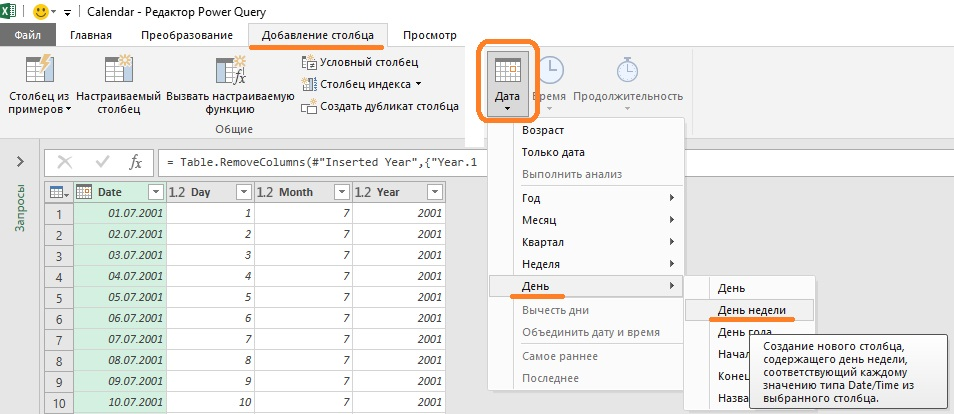 Calendar - Редактор Power Query
Файл Главная Преобразование Добавление столбца Просмотр
Столбец из примеров
Настраиваемый столбец
Вызвать настраиваемую функцию
Условный столбец
Столбец индекса
Создать дубликат столбца
Общие
Дата
Время
Продолжительность
Возраст
Только дата
Выполнить анализ
Год
Месяц
Квартал
Неделя
День
Вычесть дни
Объединить дату и время
Самое раннее
Последнее
День
День недели
День года
Начал
Конец
Назва
Создание нового столбца,
содержащего день недели,
соответствующий каждому
значению типа Date/Time из
выбранного столбца.
Запросы
fx = Table.RemoveColumns(#"Inserted Year",{"Year.1
Date 1.2 Day 1.2 Month 1.2 Year
1 01.07.2001 1 7 2001
2 02.07.2001 2 7 2001
3 03.07.2001 3 7 2001
4 04.07.2001 4 7 2001
5 05.07.2001 5 7 2001
6 06.07.2001 6 7 2001
7 07.07.2001 7 7 2001
8 08.07.2001 8 7 2001
9 09.07.2001 9 7 2001
10 10.07.2001 10 7 2001